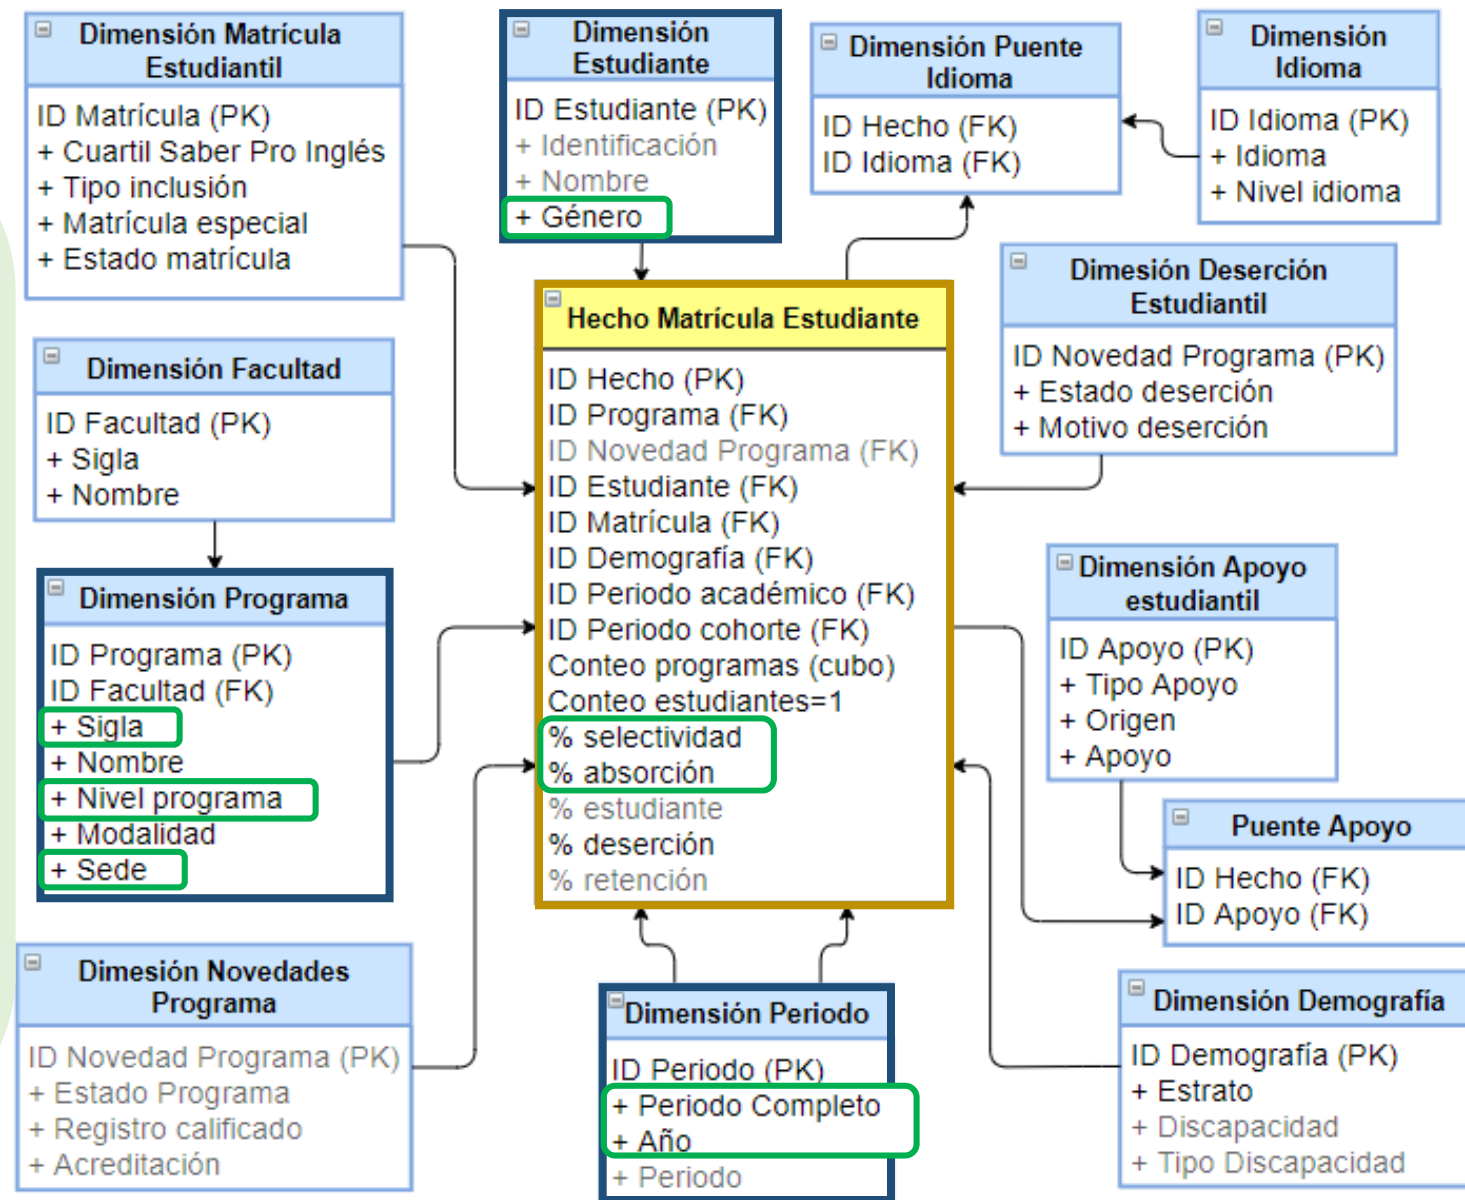 Dimensión Matrícula
Estudiantil
ID Matrícula (PK)
+ Cuartil Saber Pro Inglés
+ Tipo inclusión
+ Matrícula especial
+ Estado matrícula
Dimensión
Estudiante
ID Estudiante (PK)
+ Identificación
+ Nombre
+ Género
Dimensión Puente
Idioma
ID Hecho (FK)
ID Idioma (FK)
Dimensión
Idioma
ID Idioma (PK)
+ Idioma
+ Nivel idioma
Dimesión Deserción
Estudiantil
ID Novedad Programa (PK)
+ Estado deserción
+ Motivo deserción
Hecho Matrícula Estudiante
ID Hecho (PK)
ID Programa (FK)
ID Novedad Programa (FK)
ID Estudiante (FK)
ID Matrícula (FK)
ID Demografía (FK)
ID Periodo académico (FK)
ID Periodo cohorte (FK)
Conteo programas (cubo)
Conteo estudiantes=1
% selectividad
% absorción
% estudiante
% deserción
% retención
Dimensión Facultad
ID Facultad (PK)
+ Sigla
+ Nombre
Dimensión Programa
ID Programa (PK)
ID Facultad (FK)
+ Sigla
+ Nombre
+ Nivel programa
+ Modalidad
+ Sede
Dimensión Apoyo
estudiantil
ID Apoyo (PK)
+ Tipo Apoyo
+ Origen
+ Apoyo
Puente Apoyo
ID Hecho (FK)
ID Apoyo (FK)
Dimesión Novedades
Programa
ID Novedad Programa (PK)
+ Estado Programa
+ Registro calificado
+ Acreditación
Dimensión Periodo
ID Periodo (PK)
+ Periodo Completo
+ Año
+ Periodo
Dimensión Demografía
ID Demografía (PK)
+ Estrato
+ Discapacidad
+ Tipo Discapacidad